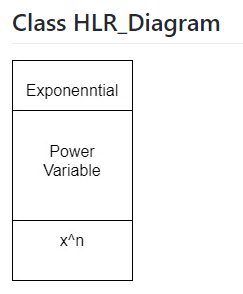 Class HLR_Diagram
Exponenntial
Power
Variable
x^n